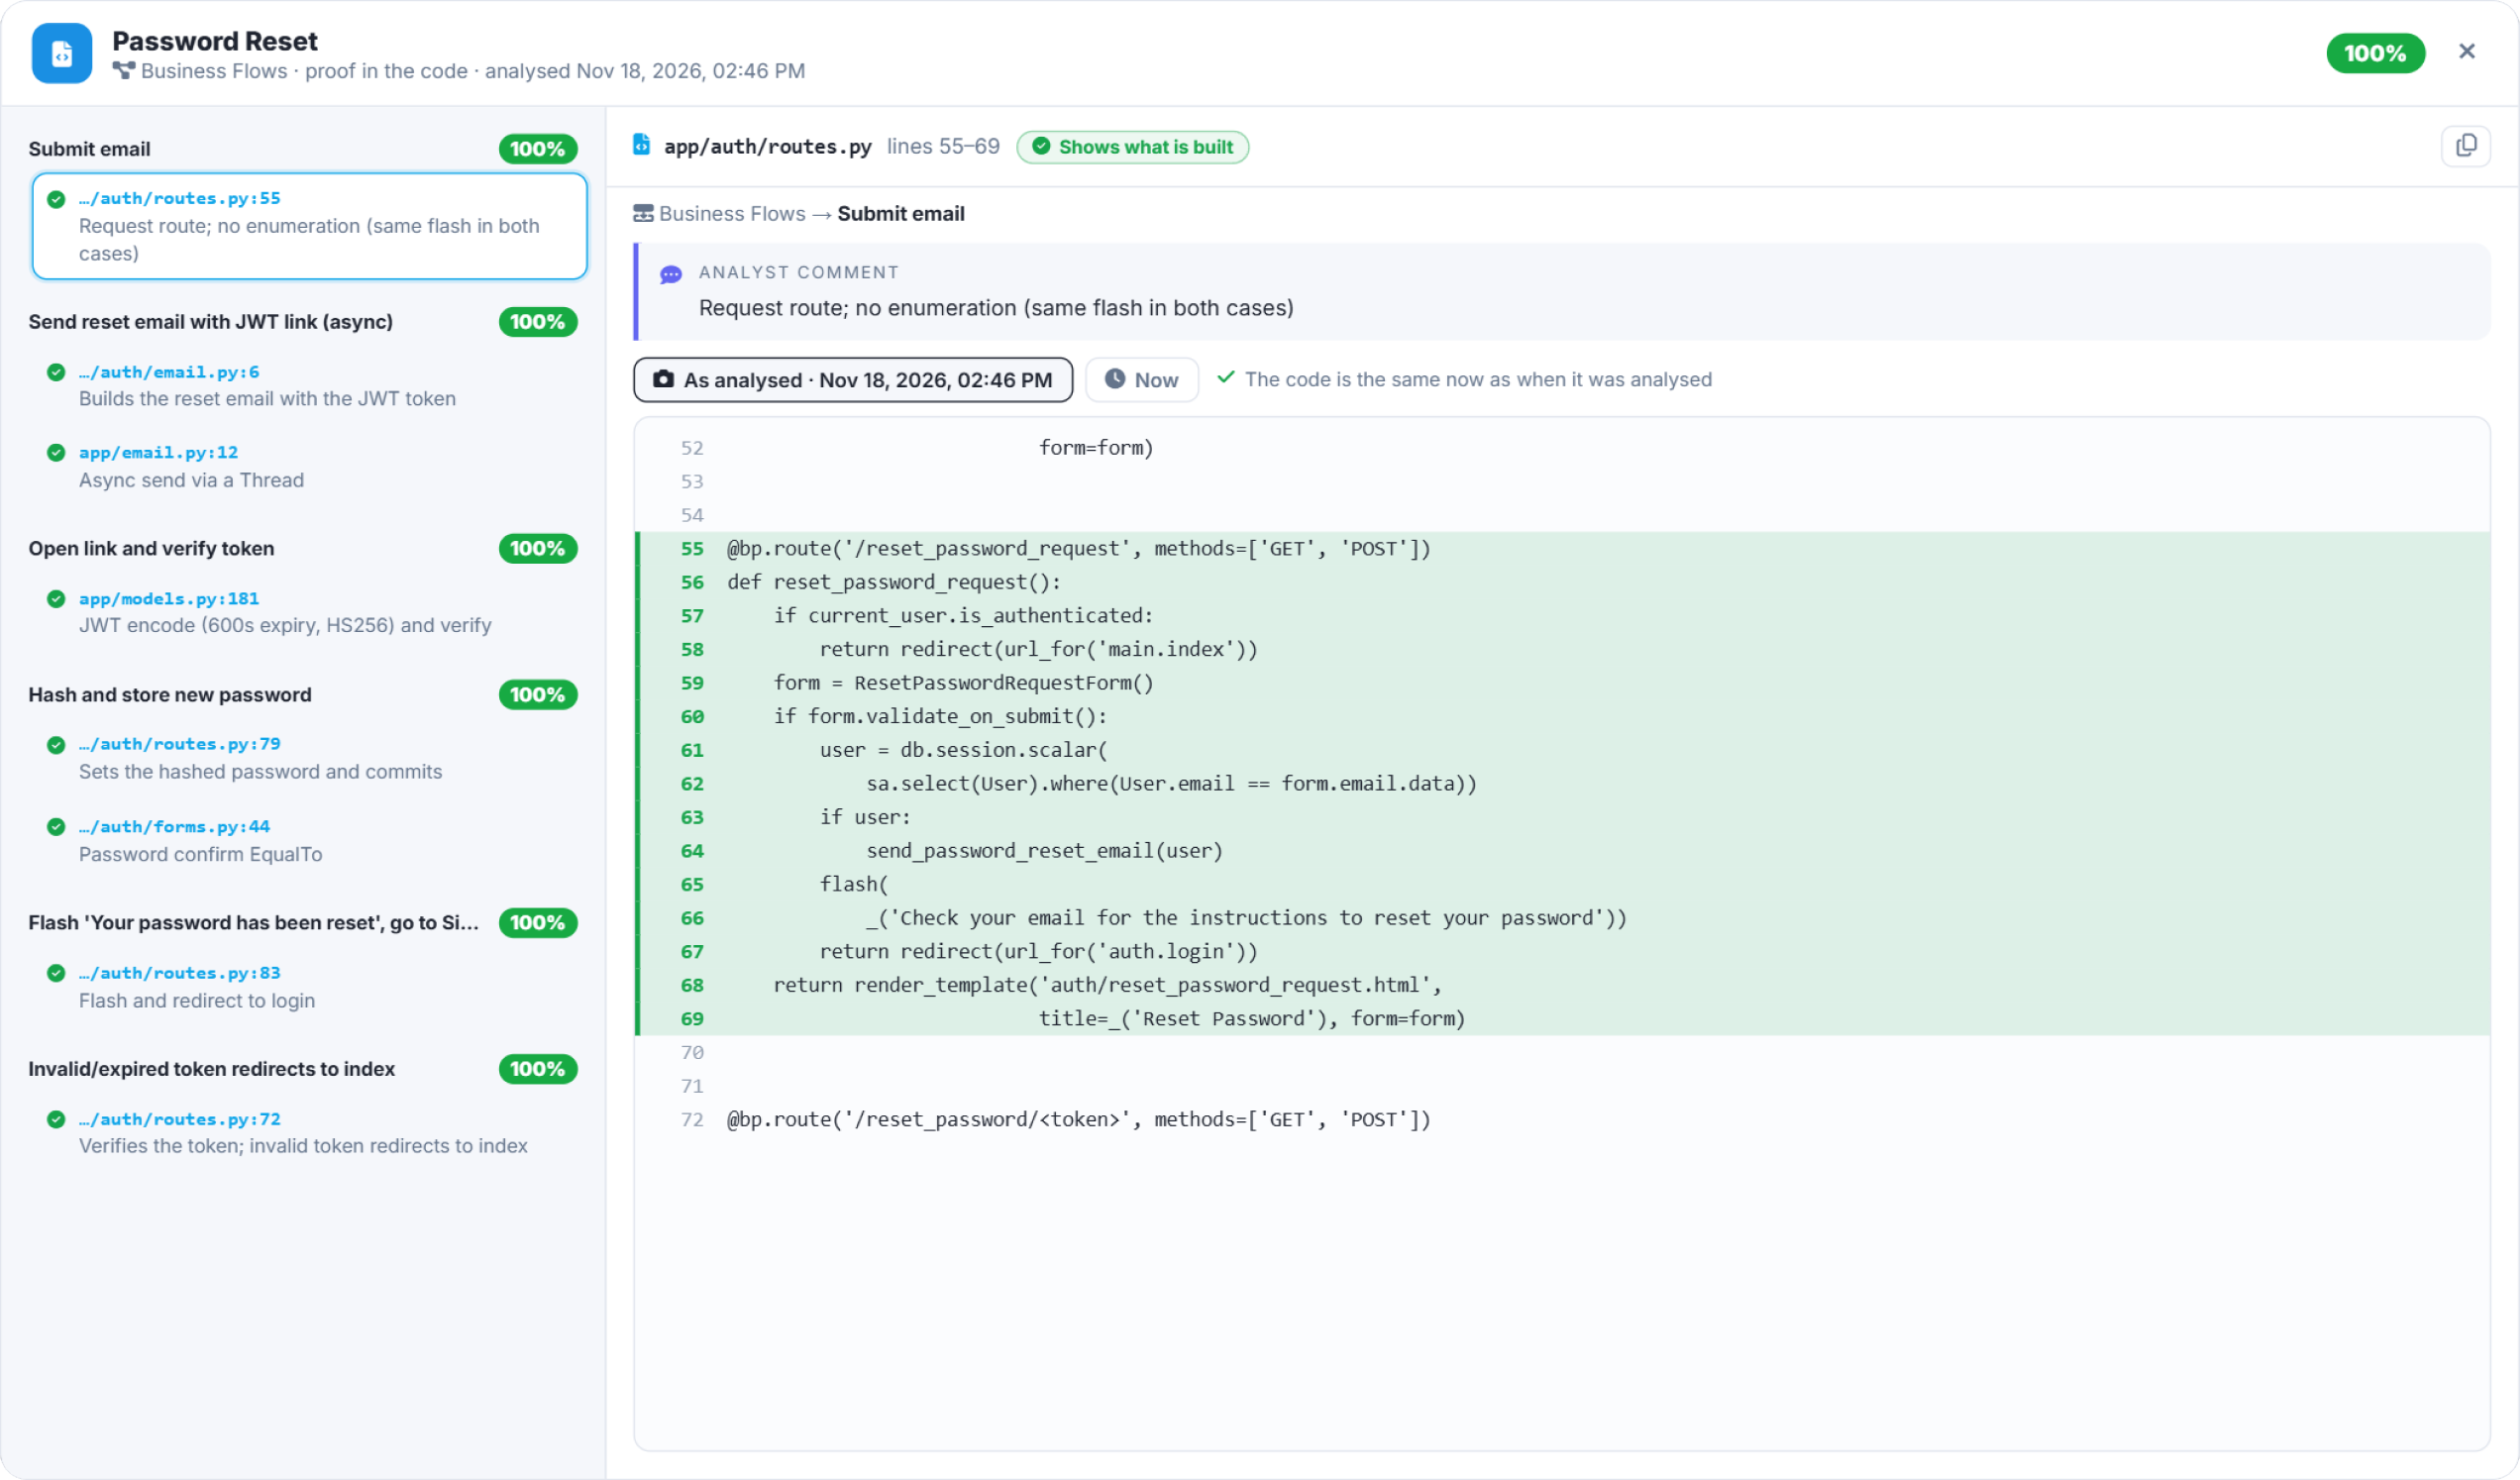 Password Reset
Business Flows · proof in the code · analysed Nov 18, 2026, 02:46 PM
100%
Submit email
100%
…/auth/routes.py:55
Request route; no enumeration (same flash in both
cases)
Send reset email with JWT link (async)
100%
…/auth/email.py:6
Builds the reset email with the JWT token
app/email.py:12
Async send via a Thread
Open link and verify token
100%
app/models.py:181
JWT encode (600s expiry, HS256) and verify
Hash and store new password
100%
…/auth/routes.py:79
Sets the hashed password and commits
…/auth/forms.py:44
Password confirm EqualTo
Flash 'Your password has been reset', go to Si...
100%
…/auth/routes.py:83
Flash and redirect to login
Invalid/expired token redirects to index
100%
…/auth/routes.py:72
Verifies the token; invalid token redirects to index
app/auth/routes.py lines 55–69 Shows what is built
Business Flows → Submit email
ANALYST COMMENT
Request route; no enumeration (same flash in both cases)
As analysed · Nov 18, 2026, 02:46 PM Now The code is the same now as when it was analysed
52                            form=form)
53
54
55 @bp.route('/reset_password_request', methods=['GET', 'POST'])
56 def reset_password_request():
57     if current_user.is_authenticated:
58         return redirect(url_for('main.index'))
59     form = ResetPasswordRequestForm()
60     if form.validate_on_submit():
61         user = db.session.scalar(
62             sa.select(User).where(User.email == form.email.data))
63         if user:
64             send_password_reset_email(user)
65         flash(
66             _('Check your email for the instructions to reset your password'))
67         return redirect(url_for('auth.login'))
68     return render_template('auth/reset_password_request.html',
69                            title=_('Reset Password'), form=form)
70
71
72 @bp.route('/reset_password/<token>', methods=['GET', 'POST'])